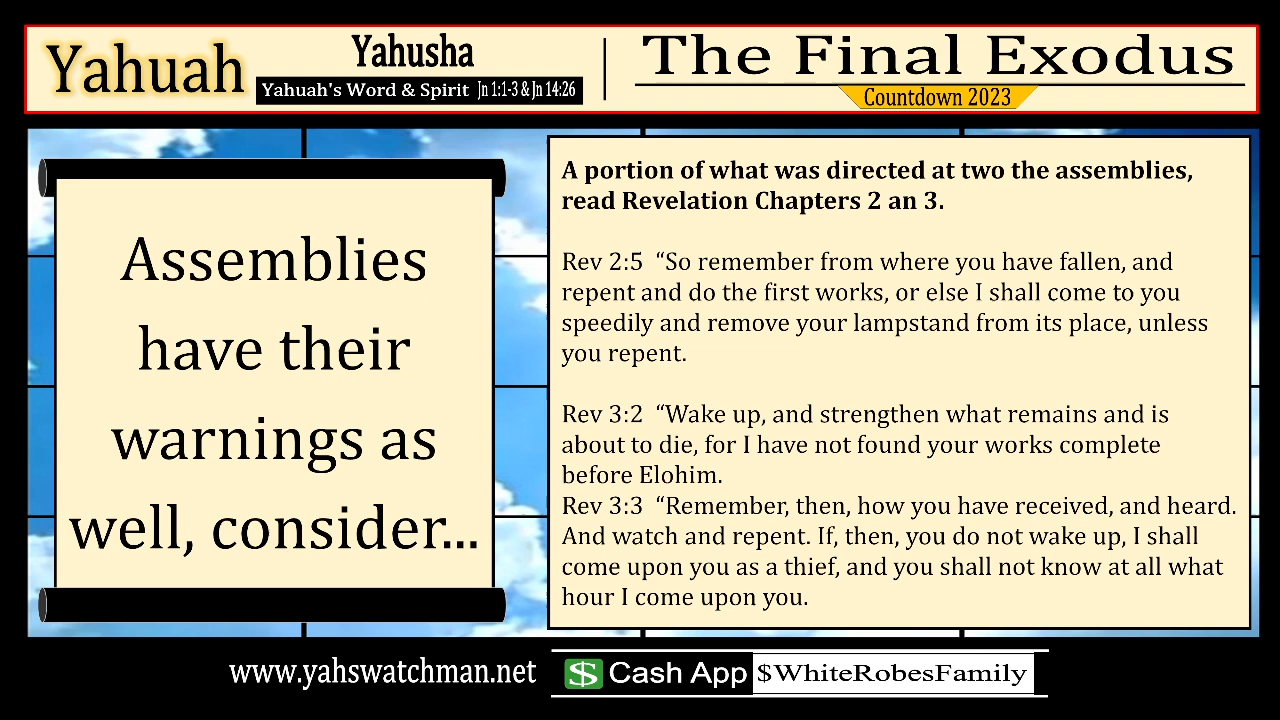 Yahuah
Yahusha
Yahuah's Word & Spirit Jn 1:1-3 & Jn 14:26
The Final Exodus
Countdown 2023
Assemblies
have their
warnings as
well, consider...
A portion of what was directed at two the assemblies,
read Revelation Chapters 2 an 3.
Rev 2:5 “So remember from where you have fallen, and
repent and do the first works, or else I shall come to you
speedily and remove your lampstand from its place, unless
you repent.
Rev 3:2 “Wake up, and strengthen what remains and is
about to die, for I have not found your works complete
before Elohim.
Rev 3:3 “Remember, then, how you have received, and heard.
And watch and repent. If, then, you do not wake up, I shall
come upon you as a thief, and you shall not know at all what
hour I come upon you.
www.yahswatchman.net
$ Cash App $WhiteRobesFamily